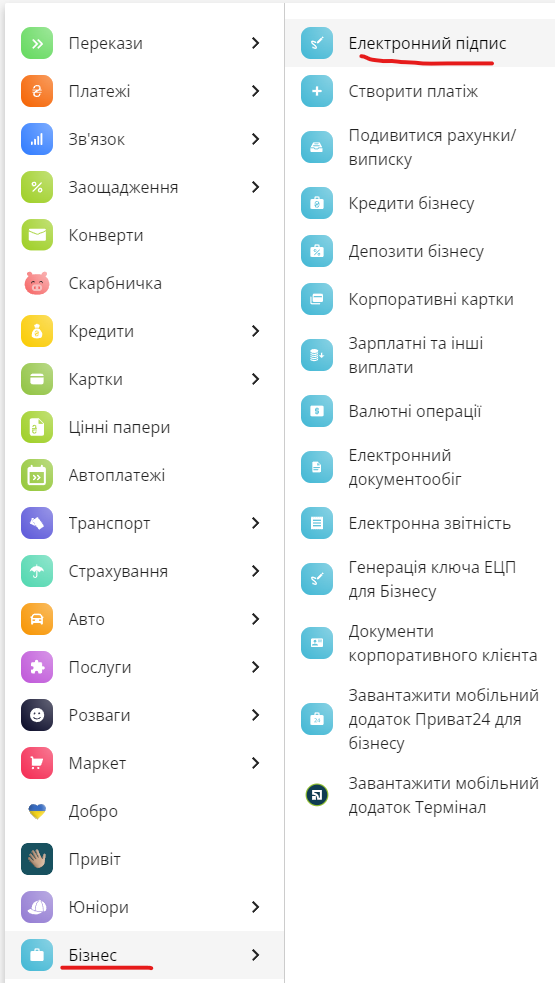 Перекази
Платежі
Зв'язок
Заощадження
Конверти
Скарбничка
Кредити
Картки
Цінні папери
Автоплатежі
Транспорт
Страхування
Авто
Послуги
Розваги
Маркет
Добро
Привіт
Юніори
Бізнес
Електронний підпис
Створити платіж
Подивитися рахунки/
виписку
Кредити бізнесу
Депозити бізнесу
Корпоративні картки
Зарплатні та інші
виплати
Валютні операції
Електронний
документообіг
Електронна звітність
Генерація ключа ЕЦП
для Бізнесу
Документи
корпоративного клієнта
Завантажити мобільний
додаток Приват24 для
бізнесу
Завантажити мобільний
додаток Термінал